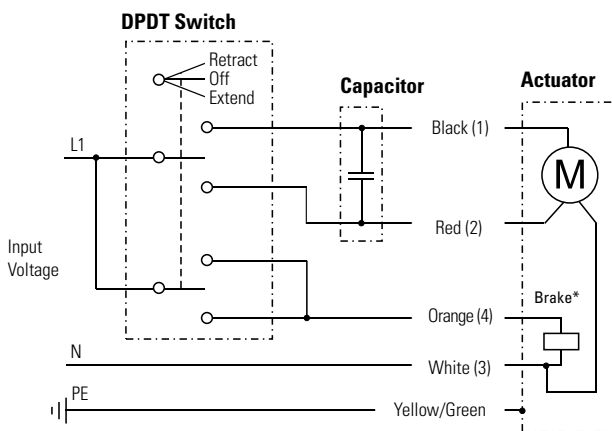 DPDT Switch
Retract
Off
Extend
Capacitor
Actuator
L1
Black (1)
M
Red (2)
Input
Voltage
Brake*
Orange (4)
N
White (3)
PE
Yellow/Green